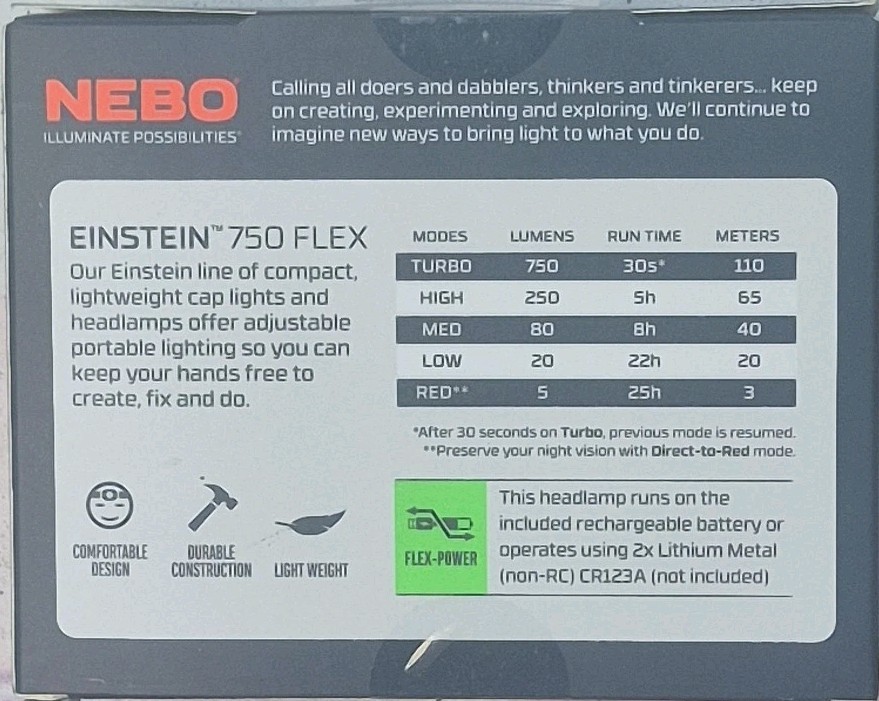 NEBO
ILLUMINATE POSSIBILITIES®
Calling all doers and dabblers, thinkers and tinkerers... keep
on creating, experimenting and exploring. We'll continue to
imagine new ways to bring light to what you do.
EINSTEIN™ 750 FLEX
Our Einstein line of compact,
lightweight cap lights and
headlamps offer adjustable
portable lighting so you can
keep your hands free to
create, fix and do.
MODES LUMENS RUN TIME METERS
TURBO 750 30s* 110
HIGH 250 5h 65
MED 80 8h 40
LOW 20 22h 20
RED** 5 25h 3
*After 30 seconds on Turbo, previous mode is resumed.
**Preserve your night vision with Direct-to-Red mode.
COMFORTABLE
DESIGN
DURABLE
CONSTRUCTION
LIGHT WEIGHT
FLEX-POWER
This headlamp runs on the
included rechargeable battery or
operates using 2x Lithium Metal
(non-RC) CR123A (not included)